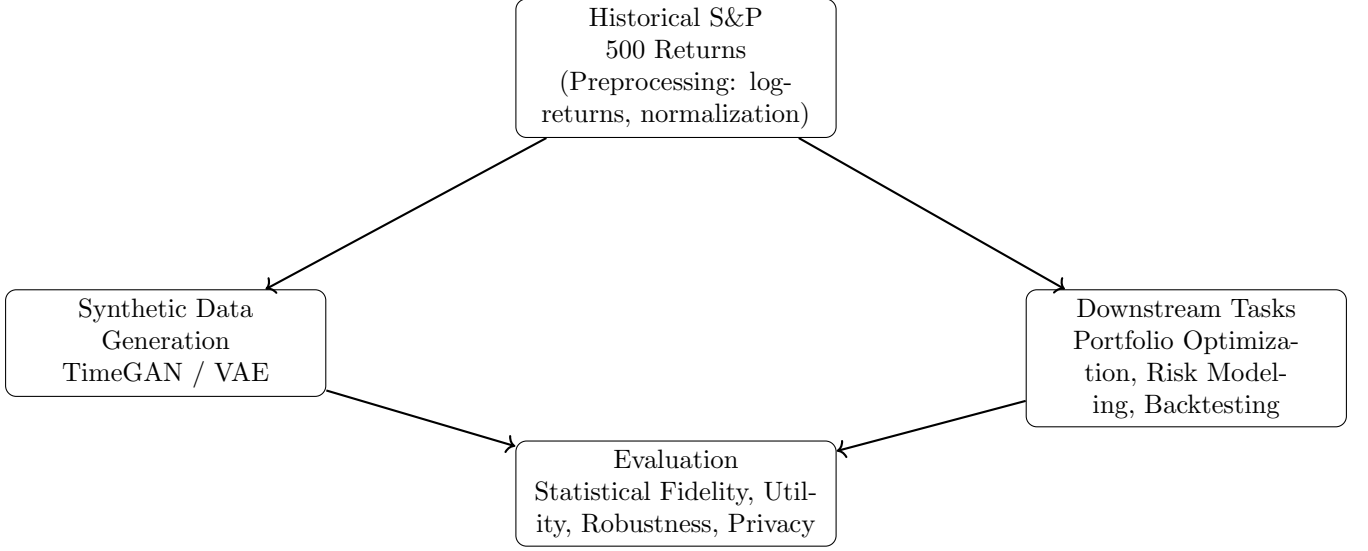 Historical S&P
500 Returns
(Preprocessing: log-
returns, normalization)
Synthetic Data
Generation
TimeGAN / VAE
Downstream Tasks
Portfolio Optimiza-
tion, Risk Model-
ing, Backtesting
Evaluation
Statistical Fidelity, Util-
ity, Robustness, Privacy